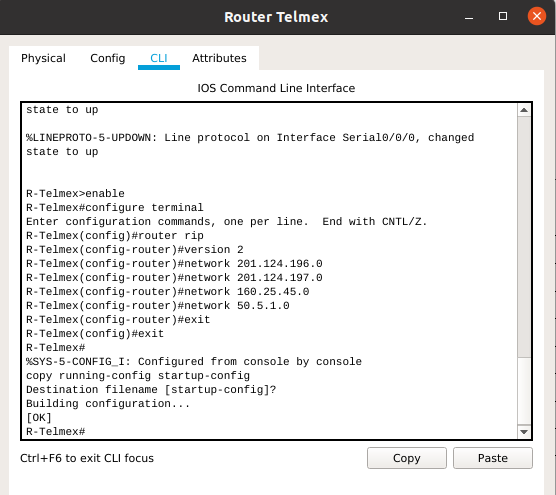 Router Telmex
Physical Config CLI Attributes
IOS Command Line Interface
state to up
%LINEPROTO-5-UPDOWN: Line protocol on Interface Serial0/0/0, changed
state to up
R-Telmex>enable
R-Telmex#configure terminal
Enter configuration commands, one per line.  End with CNTL/Z.
R-Telmex(config)#router rip
R-Telmex(config-router)#version 2
R-Telmex(config-router)#network 201.124.196.0
R-Telmex(config-router)#network 201.124.197.0
R-Telmex(config-router)#network 160.25.45.0
R-Telmex(config-router)#network 50.5.1.0
R-Telmex(config-router)#exit
R-Telmex(config)#exit
R-Telmex#
%SYS-5-CONFIG_I: Configured from console by console
copy running-config startup-config
Destination filename [startup-config]?
Building configuration...
[OK]
R-Telmex#
Ctrl+F6 to exit CLI focus Copy Paste